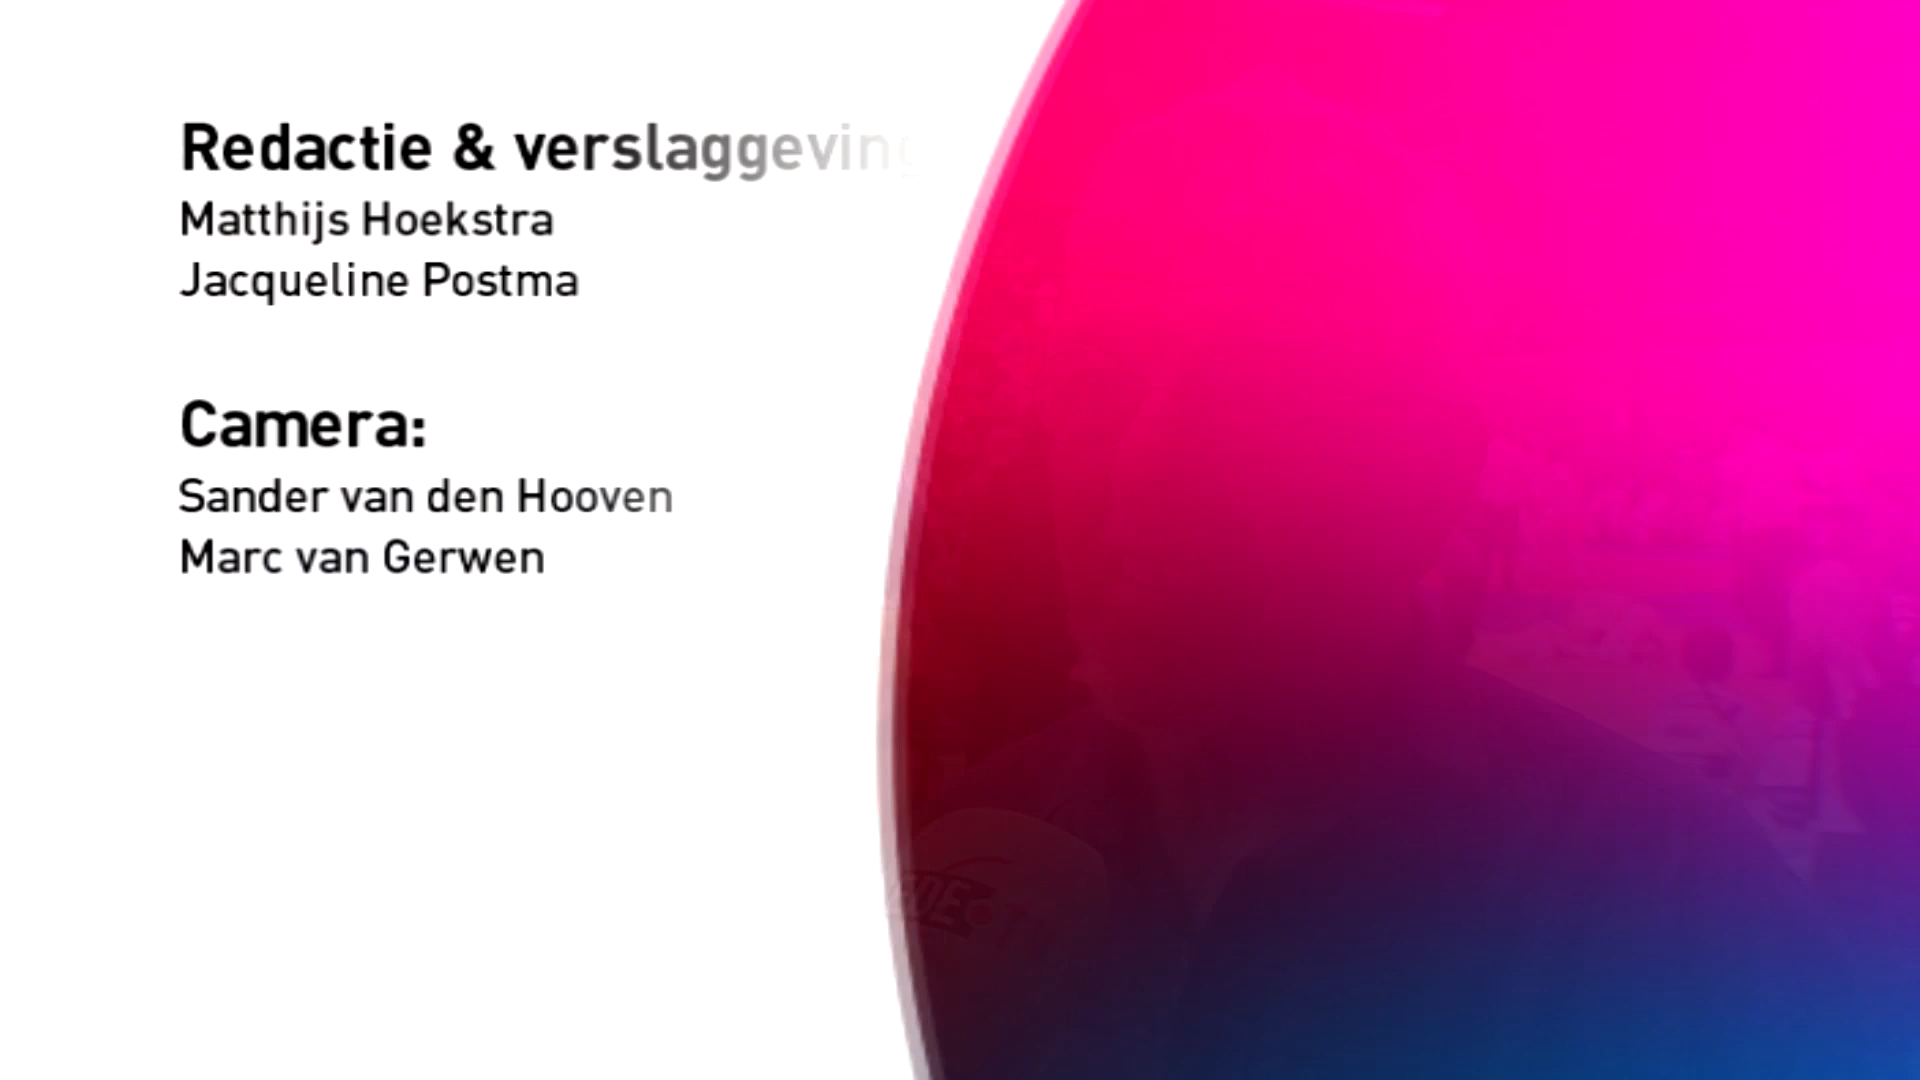 Redactie & verslaggeving
Matthijs Hoekstra
Jacqueline Postma
Camera:
Sander van den Hooven
Marc van Gerwen